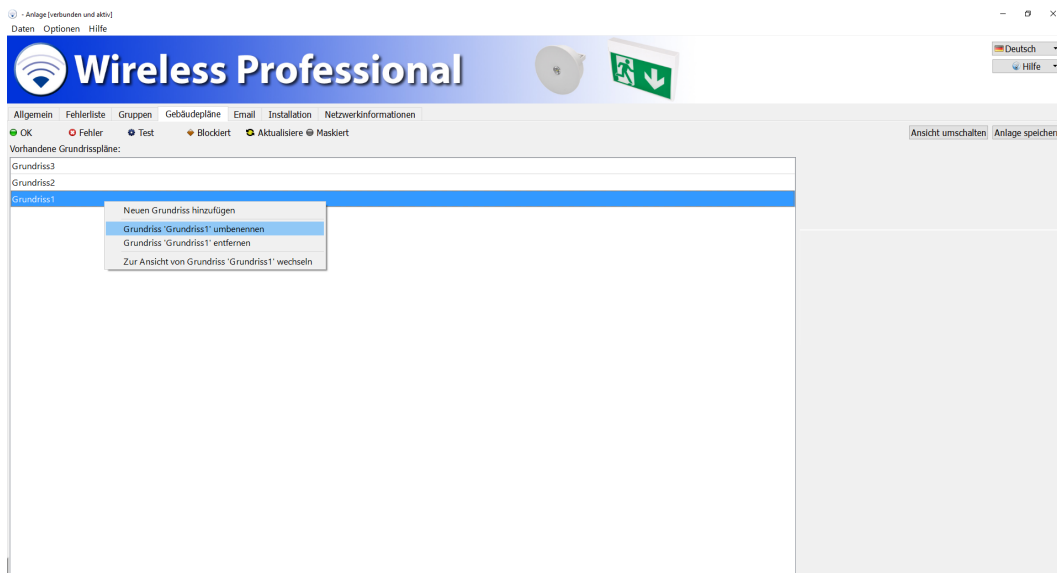 - Anlage [verbunden und aktiv]
Daten Optionen Hilfe
Wireless Professional
Deutsch
Hilfe
Allgemein Fehlerliste Gruppen Gebäudepläne Email Installation Netzwerkinformationen
OK Fehler Test Blockiert Aktualisiere Maskiert Ansicht umschalten Anlage speichern
Vorhandene Grundrisspläne:
Grundriss3
Grundriss2
Grundriss1
Neuen Grundriss hinzufügen
Grundriss 'Grundriss1' umbenennen
Grundriss 'Grundriss1' entfernen
Zur Ansicht von Grundriss 'Grundriss1' wechseln